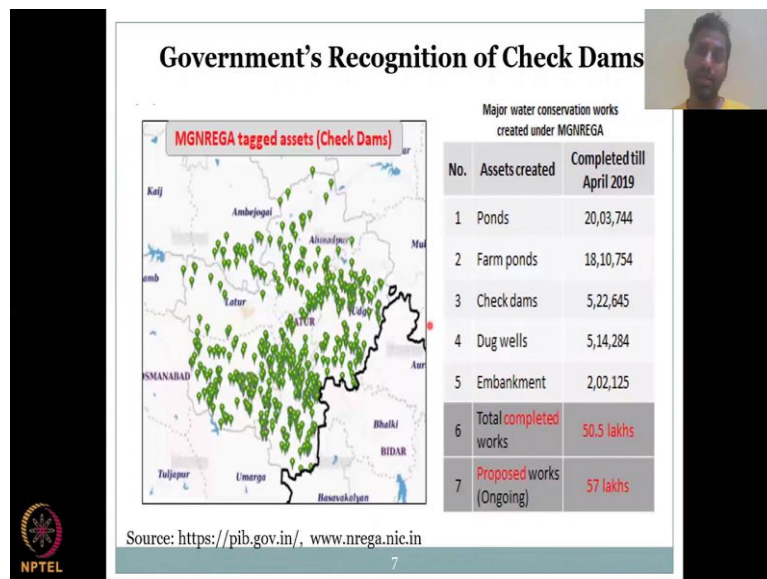 Government's Recognition of Check Dams
MGNREGA tagged assets (Check Dams)
Kaij
Ambejogai
Ahmadpur
Latur
ATUR
Udg
OSMANABAD
Aur
Bhalki
BIDAR
Tuljapur
Umarga
Basavakalyan
Major water conservation works
created under MGNREGA
No. Assets created Completed till April 2019
1 Ponds 20,03,744
2 Farm ponds 18,10,754
3 Check dams 5,22,645
4 Dug wells 5,14,284
5 Embankment 2,02,125
6 Total completed works 50.5 lakhs
7 Proposed works (Ongoing) 57 lakhs
Source: https://pib.gov.in/, www.nrega.nic.in
7
NPTEL